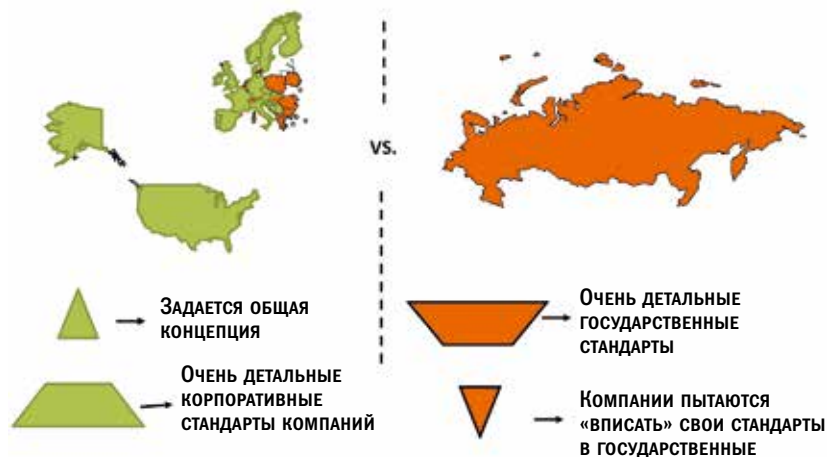 VS.
ЗАДАЕТСЯ ОБЩАЯ
КОНЦЕПЦИЯ
ОЧЕНЬ ДЕТАЛЬНЫЕ
КОРПОРАТИВНЫЕ
СТАНДАРТЫ КОМПАНИЙ
ОЧЕНЬ ДЕТАЛЬНЫЕ
ГОСУДАРСТВЕННЫЕ
СТАНДАРТЫ
КОМПАНИИ ПЫТАЮТСЯ
«ВПИСАТЬ» СВОИ СТАНДАРТЫ
В ГОСУДАРСТВЕННЫЕ